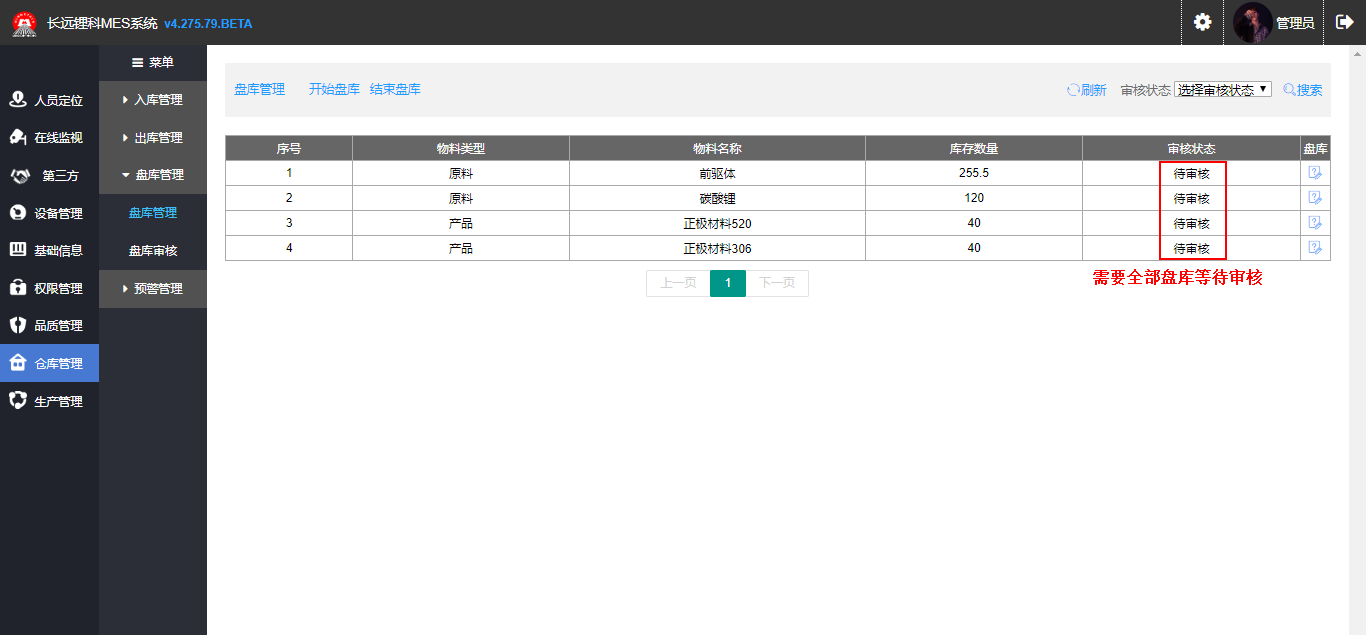 长远锂科MES系统 v4.275.79.BETA
管理员
人员定位
在线监视
第三方
设备管理
基础信息
权限管理
品质管理
仓库管理
生产管理
菜单
入库管理
出库管理
盘库管理
盘库管理
盘库审核
预警管理
盘库管理 开始盘库 结束盘库 刷新 审核状态 选择审核状态 搜索
序号 物料类型 物料名称 库存数量 审核状态 盘库
1 原料 前驱体 255.5 待审核
2 原料 碳酸锂 120 待审核
3 产品 正极材料520 40 待审核
4 产品 正极材料306 40 待审核
上一页 1 下一页
需要全部盘库等待审核